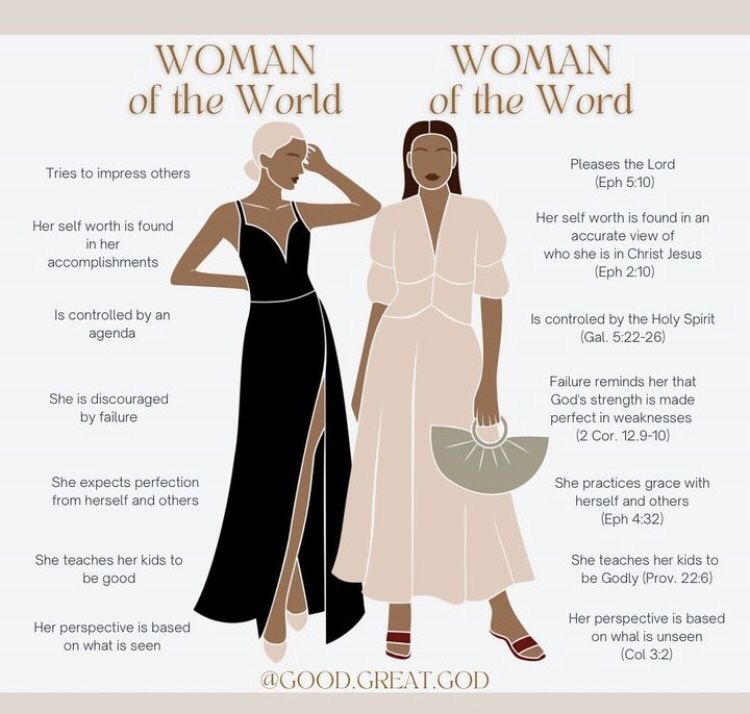 WOMAN
of the World
Tries to impress others
Her self worth is found
in her
accomplishments
Is controlled by an
agenda
She is discouraged
by failure
She expects perfection
from herself and others
She teaches her kids to
be good
Her perspective is based
on what is seen
WOMAN
of the Word
Pleases the Lord
(Eph 5:10)
Her self worth is found in an
accurate view of
who she is in Christ Jesus
(Eph 2:10)
Is controled by the Holy Spirit
(Gal. 5:22-26)
Failure reminds her that
God's strength is made
perfect in weaknesses
(2 Cor. 12.9-10)
She practices grace with
herself and others
(Eph 4:32)
She teaches her kids to
be Godly (Prov. 22:6)
Her perspective is based
on whal is unseen
(Col 3:2)
@GOOD.GREAT.GOD